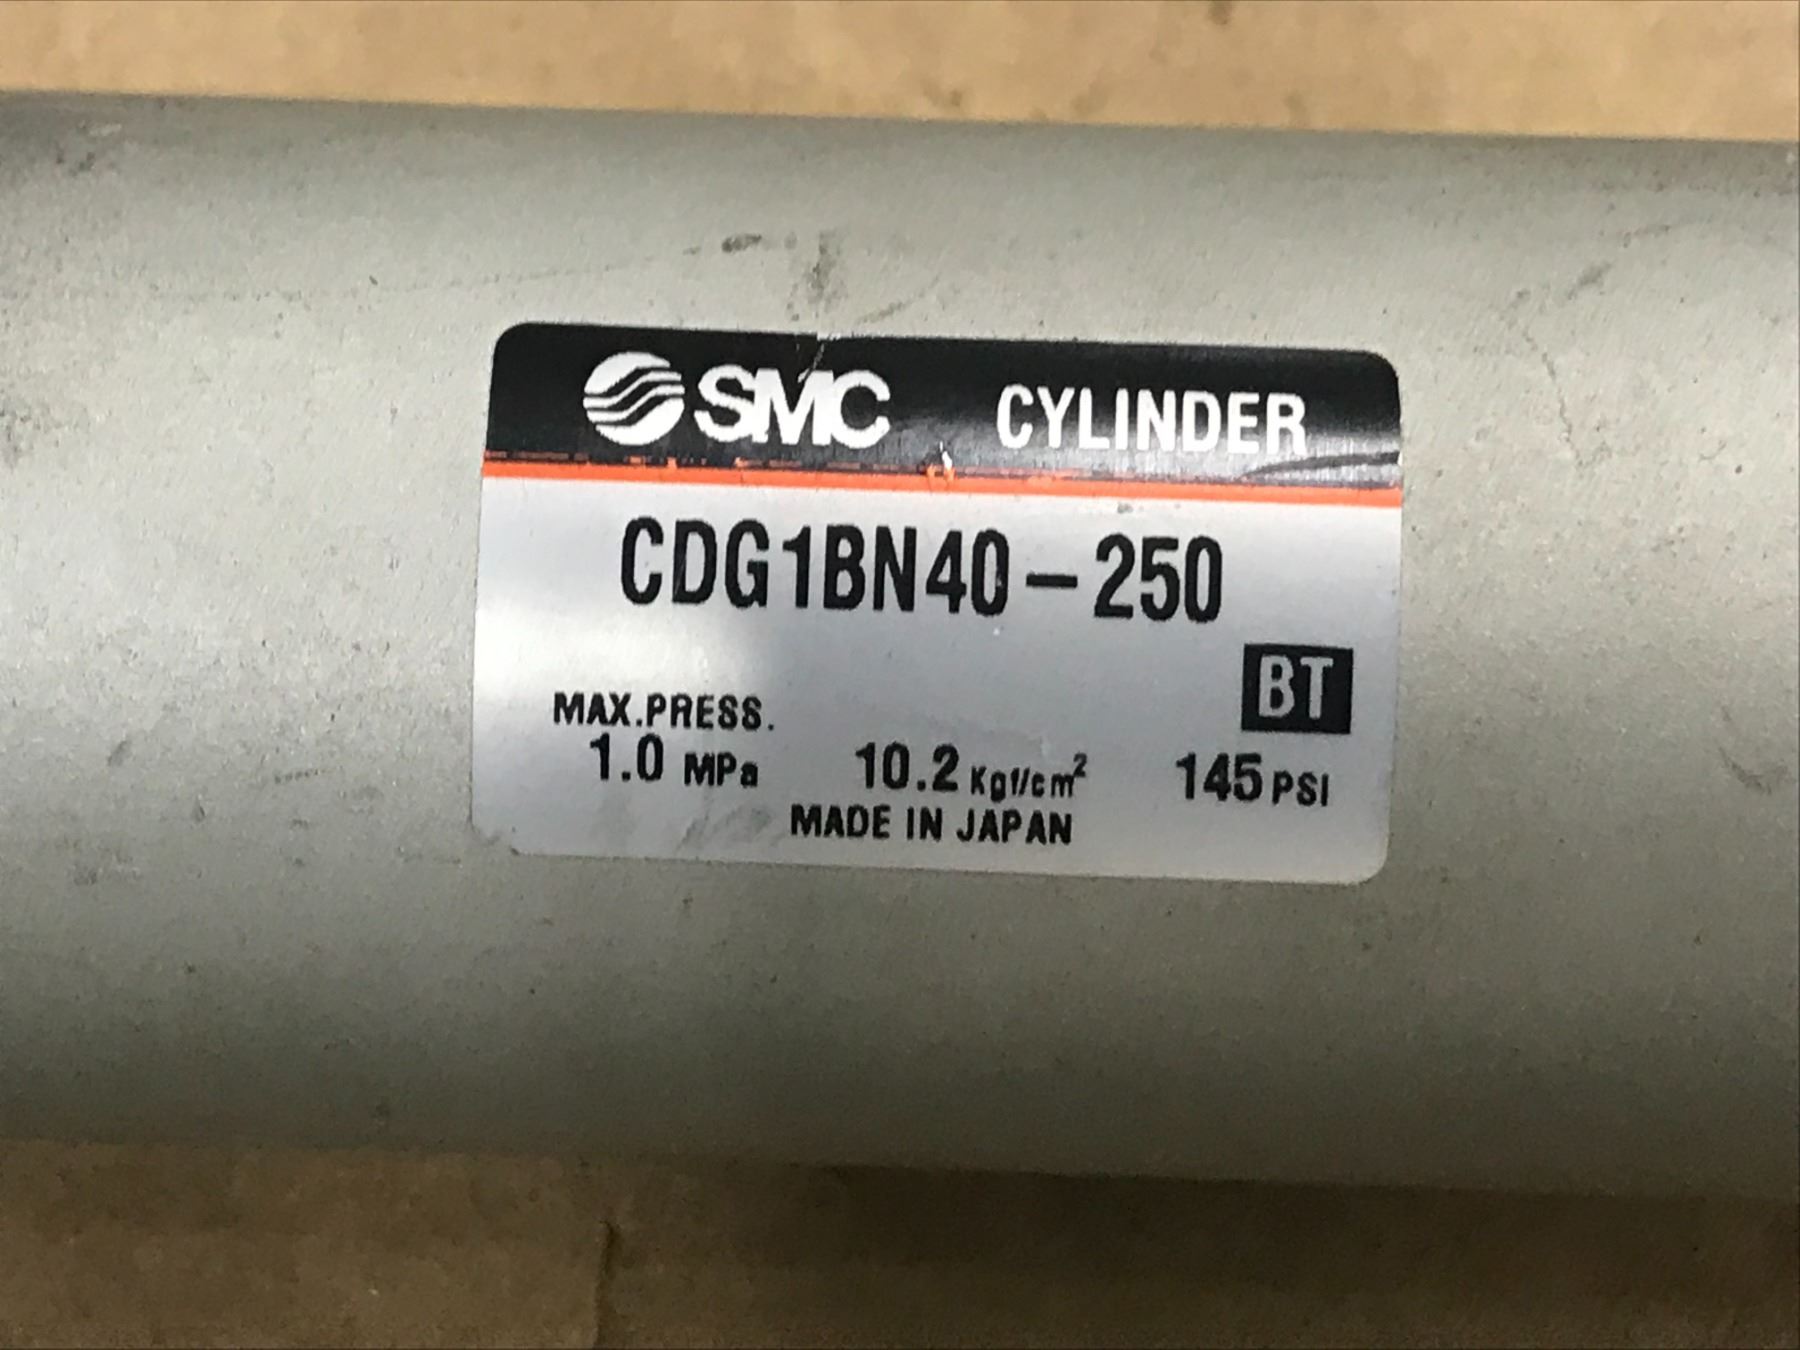 SMC CYLINDER
CDG1BN40-250
BT
MAX.PRESS.
1.0 MPa 10.2 Kgf/cm² 145 PSI
MADE IN JAPAN